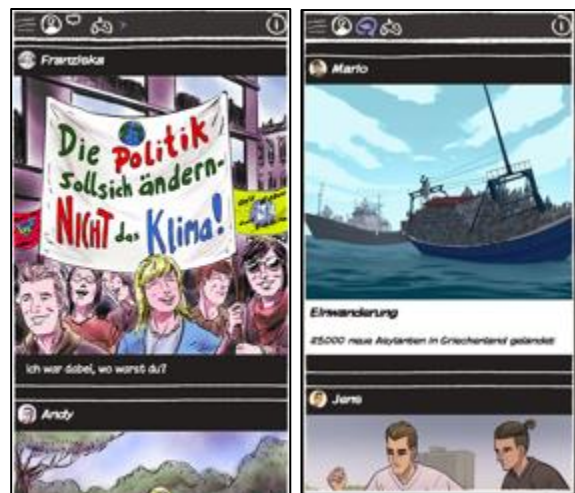 Franziska
Die Politik
soll sich ändern-
NICHT das Klima!
Ich war dabei, wo warst du?
Andy
Mario
Einwanderung
25000 neue Asylanten in Griechenland gelandet
Jens